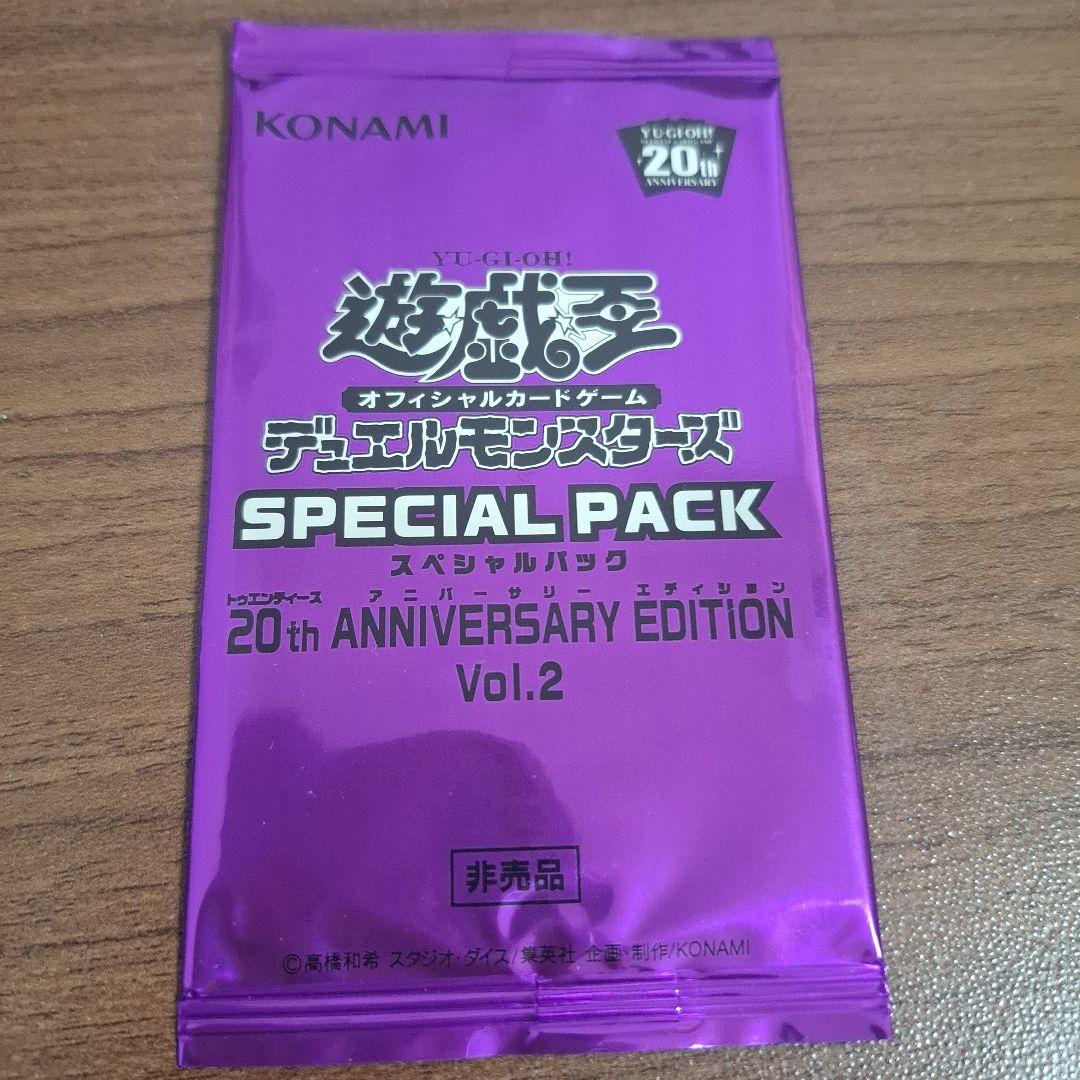 KONAMI
YU-GI-OH!
20th
ANNIVERSARY
YU-GI-OH!
遊☆戯☆王
オフィシャルカードゲーム
デュエルモンスターズ
SPECIAL PACK
スペシャルパック
トゥエンティース アニバーサリー エディション
20th ANNIVERSARY EDITION
Vol.2
非売品
©高橋和希 スタジオ・ダイス/集英社 企画・制作/KONAMI